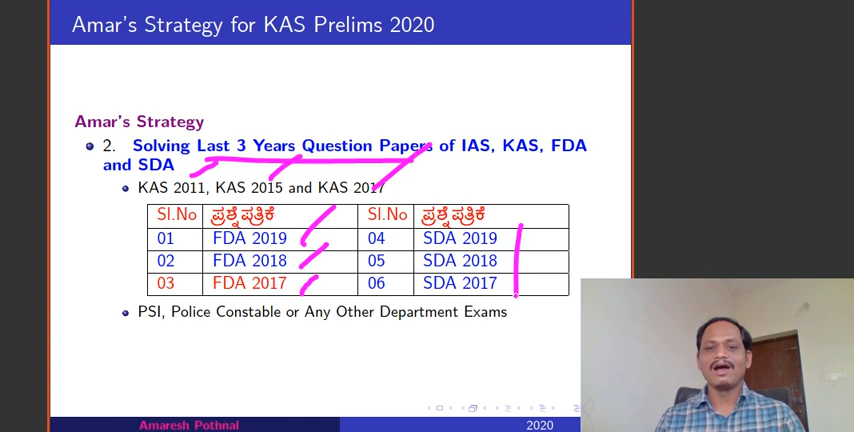 Amar's Strategy for KAS Prelims 2020
Amar's Strategy
2. Solving Last 3 Years Question Papers of IAS, KAS, FDA
and SDA
KAS 2011, KAS 2015 and KAS 2017
Sl.No ಪ್ರಶ್ನೆಪತ್ರಿಕೆ Sl.No ಪ್ರಶ್ನೆಪತ್ರಿಕೆ
01 FDA 2019 04 SDA 2019
02 FDA 2018 05 SDA 2018
03 FDA 2017 06 SDA 2017
PSI, Police Constable or Any Other Department Exams
Amaresh Pothnal 2020